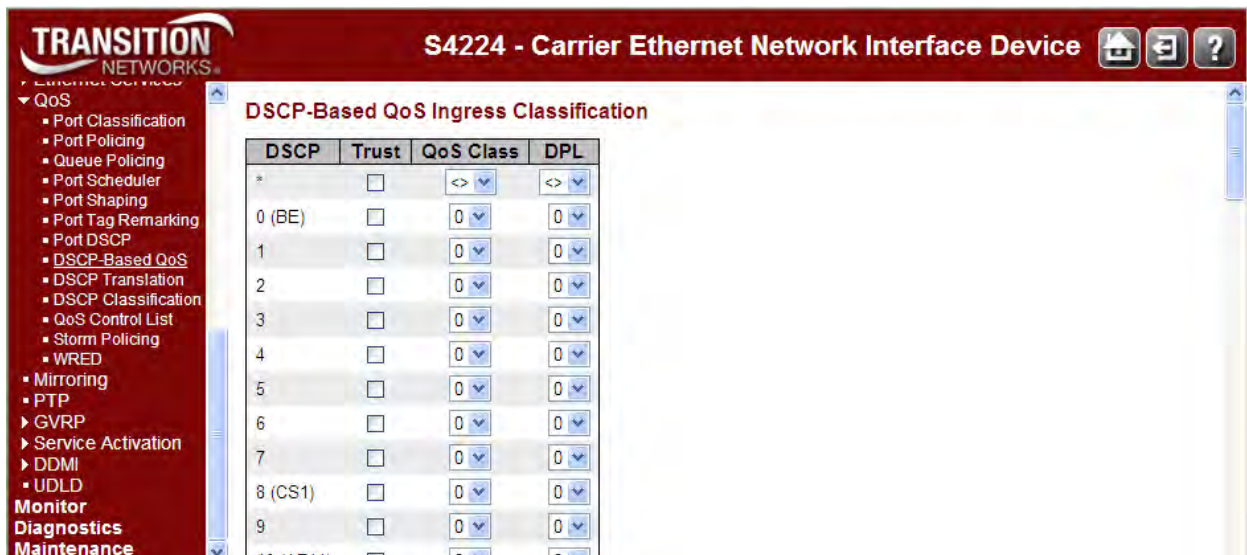 TRANSITION
NETWORKS
S4224 - Carrier Ethernet Network Interface Device
?
Ethernet Services
QoS
Port Classification
Port Policing
Queue Policing
Port Scheduler
Port Shaping
Port Tag Remarking
Port DSCP
DSCP-Based QoS
DSCP Translation
DSCP Classification
QoS Control List
Storm Policing
WRED
Mirroring
PTP
GVRP
Service Activation
DDMI
UDLD
Monitor
Diagnostics
Maintenance
DSCP-Based QoS Ingress Classification
DSCP Trust QoS Class DPL
* <> <>
0 (BE) 0 0
1 0 0
2 0 0
3 0 0
4 0 0
5 0 0
6 0 0
7 0 0
8 (CS1) 0 0
9 0 0